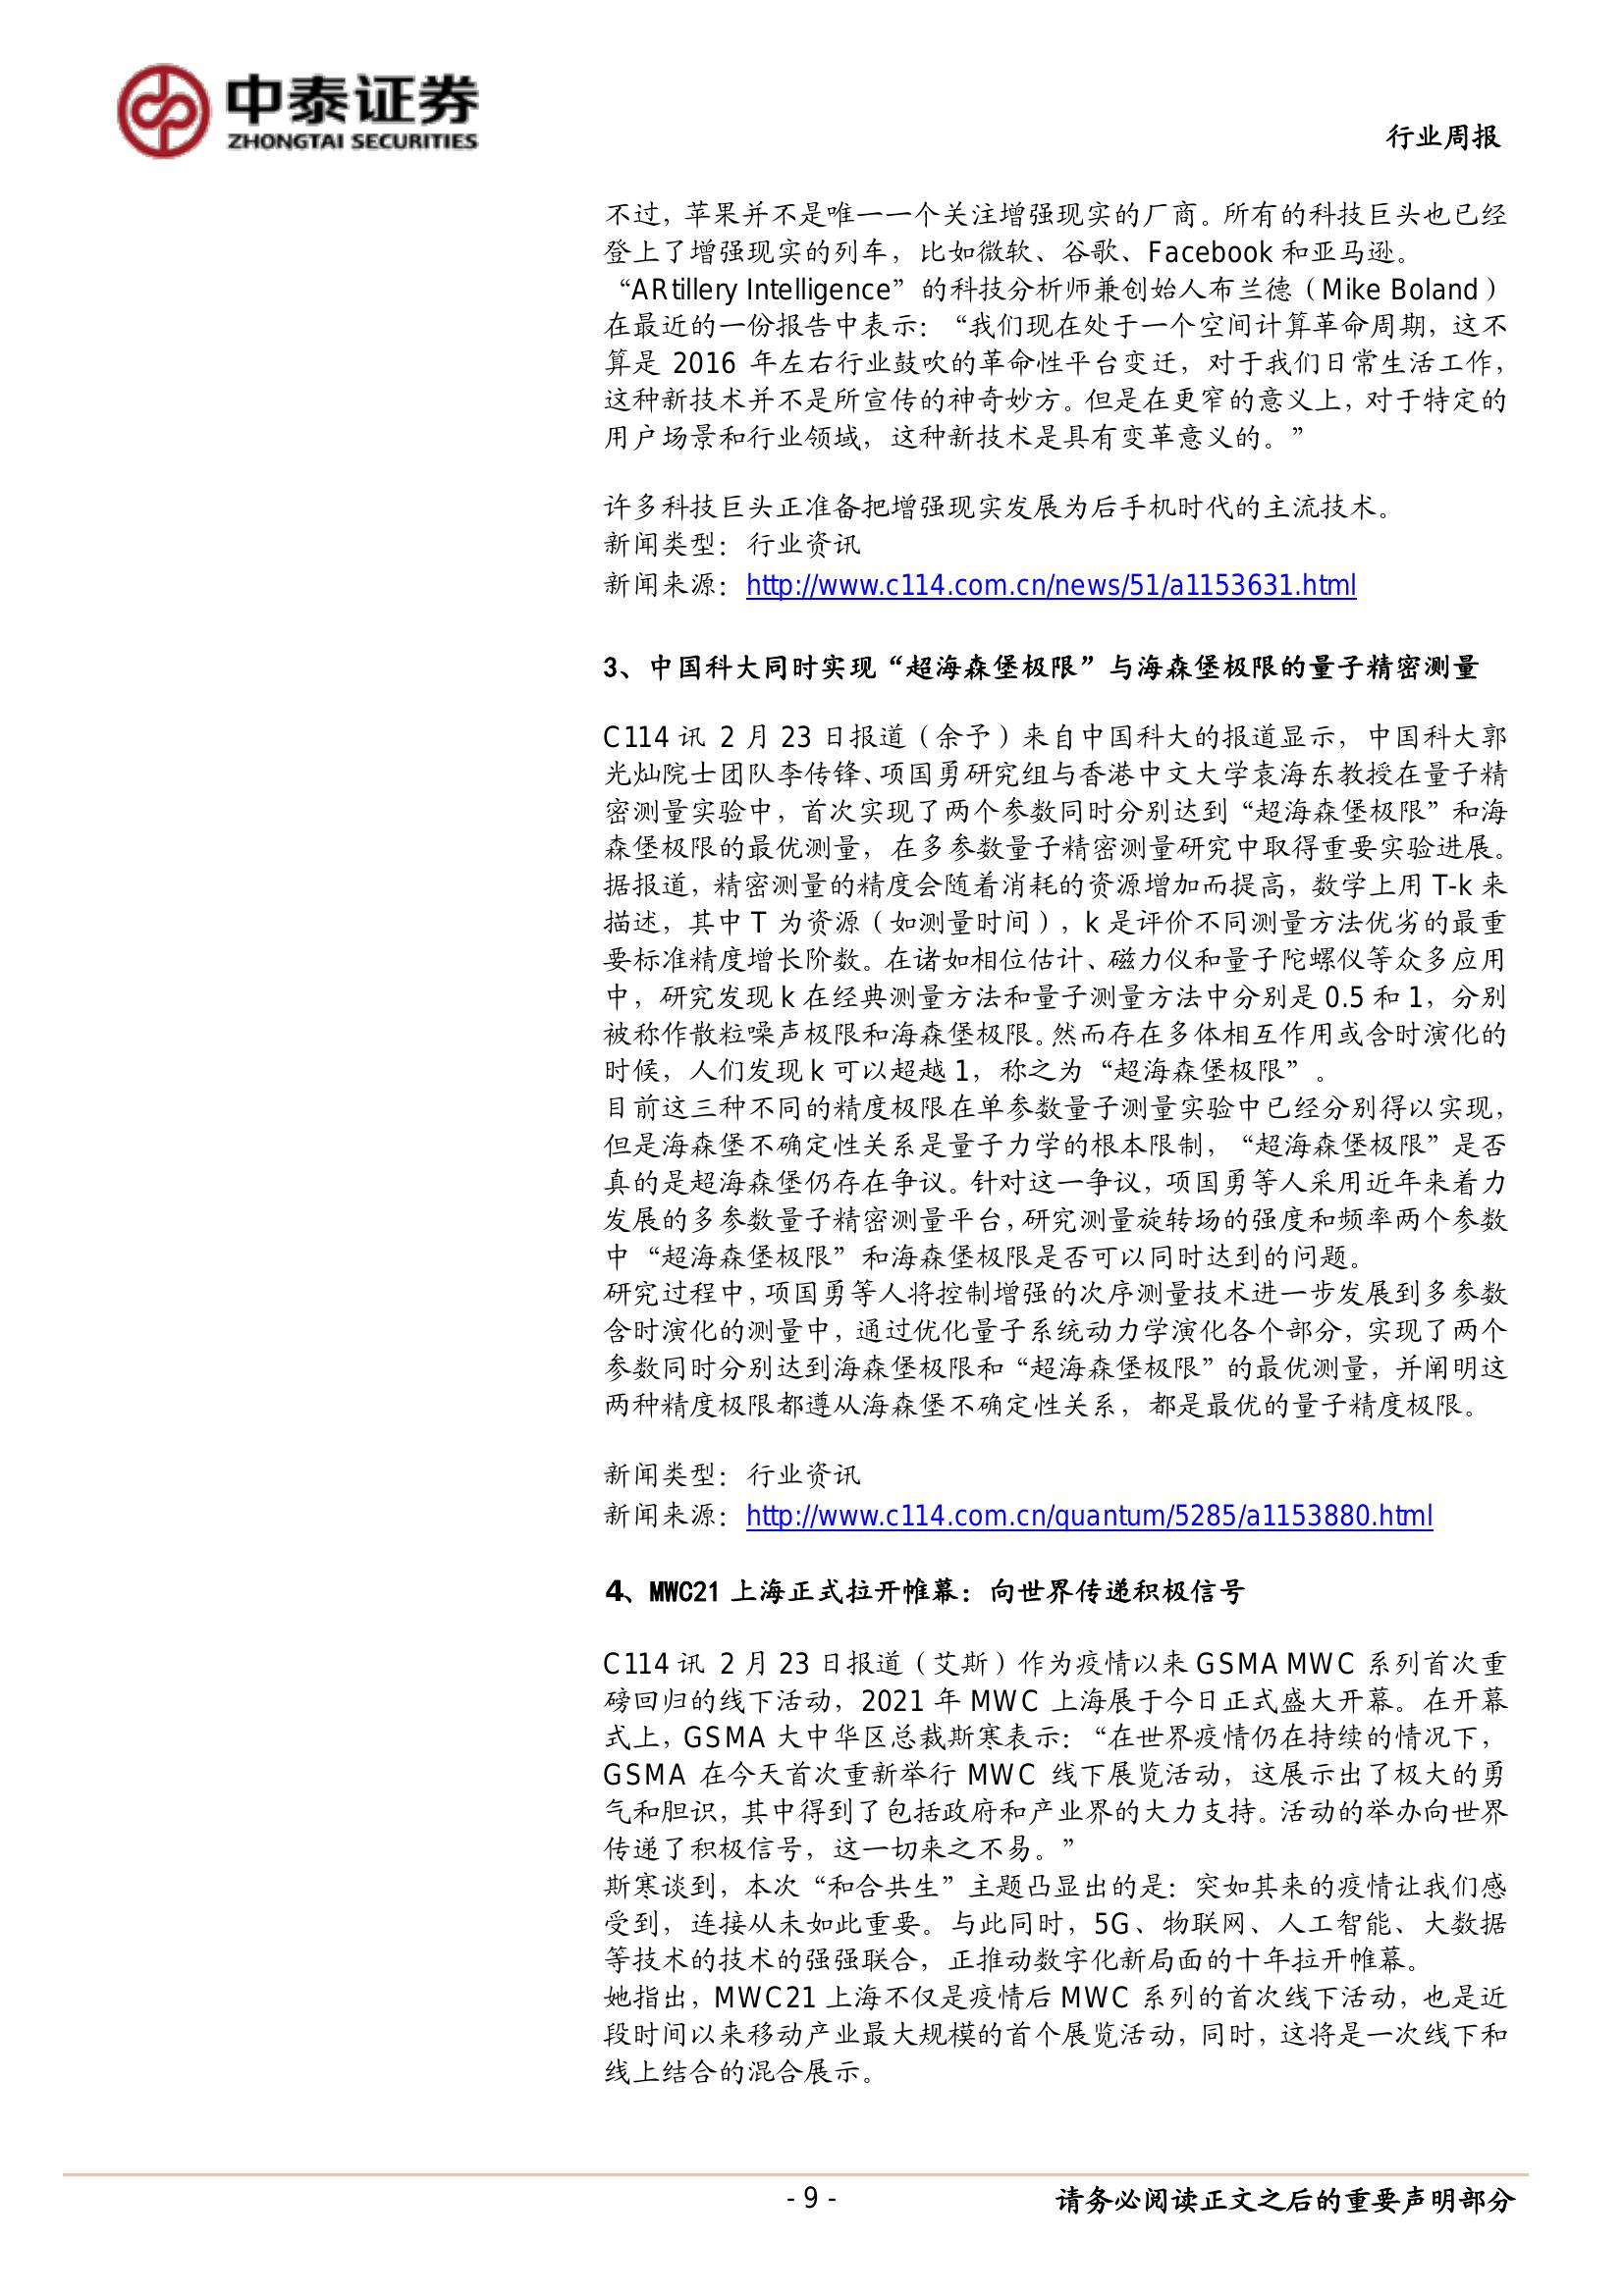 中泰证券
ZHONGTAI SECURITIES
行业周报
不过，苹果并不是唯一一个关注增强现实的厂商。所有的科技巨头也已经
登上了增强现实的列车，比如微软、谷歌、Facebook 和亚马逊。
“ARtillery Intelligence”的科技分析师兼创始人布兰德（Mike Boland）
在最近的一份报告中表示：“我们现在处于一个空间计算革命周期，这不
算是 2016 年左右行业鼓吹的革命性平台变迁，对于我们日常生活工作，
这种新技术并不是所宣传的神奇妙方。但是在更窄的意义上，对于特定的
用户场景和行业领域，这种新技术是具有变革意义的。”
许多科技巨头正准备把增强现实发展为后手机时代的主流技术。
新闻类型：行业资讯
新闻来源：http://www.c114.com.cn/news/51/a1153631.html
3、中国科大同时实现“超海森堡极限”与海森堡极限的量子精密测量
C114 讯 2 月 23 日报道（余予）来自中国科大的报道显示，中国科大郭
光灿院士团队李传锋、项国勇研究组与香港中文大学袁海东教授在量子精
密测量实验中，首次实现了两个参数同时分别达到“超海森堡极限”和海
森堡极限的最优测量，在多参数量子精密测量研究中取得重要实验进展。
据报道，精密测量的精度会随着消耗的资源增加而提高，数学上用 T-k 来
描述，其中 T 为资源（如测量时间），k 是评价不同测量方法优劣的最重
要标准精度增长阶数。在诸如相位估计、磁力仪和量子陀螺仪等众多应用
中，研究发现 k 在经典测量方法和量子测量方法中分别是 0.5 和 1，分别
被称作散粒噪声极限和海森堡极限。然而存在多体相互作用或含时演化的
时候，人们发现 k 可以超越 1，称之为“超海森堡极限”。
目前这三种不同的精度极限在单参数量子测量实验中已经分别得以实现，
但是海森堡不确定性关系是量子力学的根本限制，“超海森堡极限”是否
真的是超海森堡仍存在争议。针对这一争议，项国勇等人采用近年来着力
发展的多参数量子精密测量平台，研究测量旋转场的强度和频率两个参数
中“超海森堡极限”和海森堡极限是否可以同时达到的问题。
研究过程中，项国勇等人将控制增强的次序测量技术进一步发展到多参数
含时演化的测量中，通过优化量子系统动力学演化各个部分，实现了两个
参数同时分别达到海森堡极限和“超海森堡极限”的最优测量，并阐明这
两种精度极限都遵从海森堡不确定性关系，都是最优的量子精度极限。
新闻类型：行业资讯
新闻来源：http://www.c114.com.cn/quantum/5285/a1153880.html
4、MWC21 上海正式拉开帷幕：向世界传递积极信号
C114 讯 2 月 23 日报道（艾斯）作为疫情以来 GSMA MWC 系列首次重
磅回归的线下活动，2021 年 MWC 上海展于今日正式盛大开幕。在开幕
式上，GSMA 大中华区总裁斯寒表示：“在世界疫情仍在持续的情况下，
GSMA 在今天首次重新举行 MWC 线下展览活动，这展示出了极大的勇
气和胆识，其中得到了包括政府和产业界的大力支持。活动的举办向世界
传递了积极信号，这一切来之不易。”
斯寒谈到，本次“和合共生”主题凸显出的是：突如其来的疫情让我们感
受到，连接从未如此重要。与此同时，5G、物联网、人工智能、大数据
等技术的技术的强强联合，正推动数字化新局面的十年拉开帷幕。
她指出，MWC21 上海不仅是疫情后 MWC 系列的首次线下活动，也是近
段时间以来移动产业最大规模的首个展览活动，同时，这将是一次线下和
线上结合的混合展示。
- 9 -
请务必阅读正文之后的重要声明部分